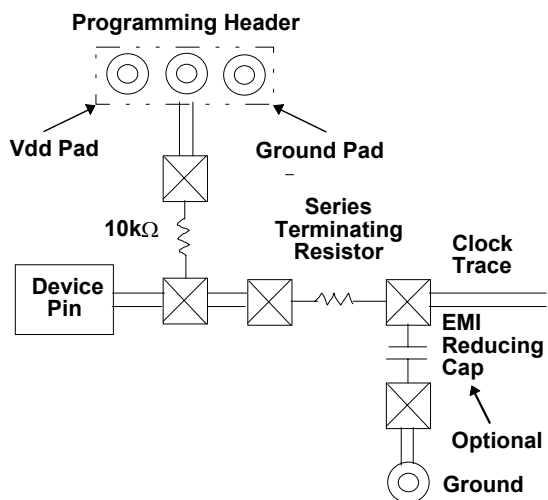 Programming Header
Vdd Pad
Ground Pad
10kΩ
Series
Terminating
Resistor
Clock
Trace
Device
Pin
EMI
Reducing
Cap
Optional
Ground